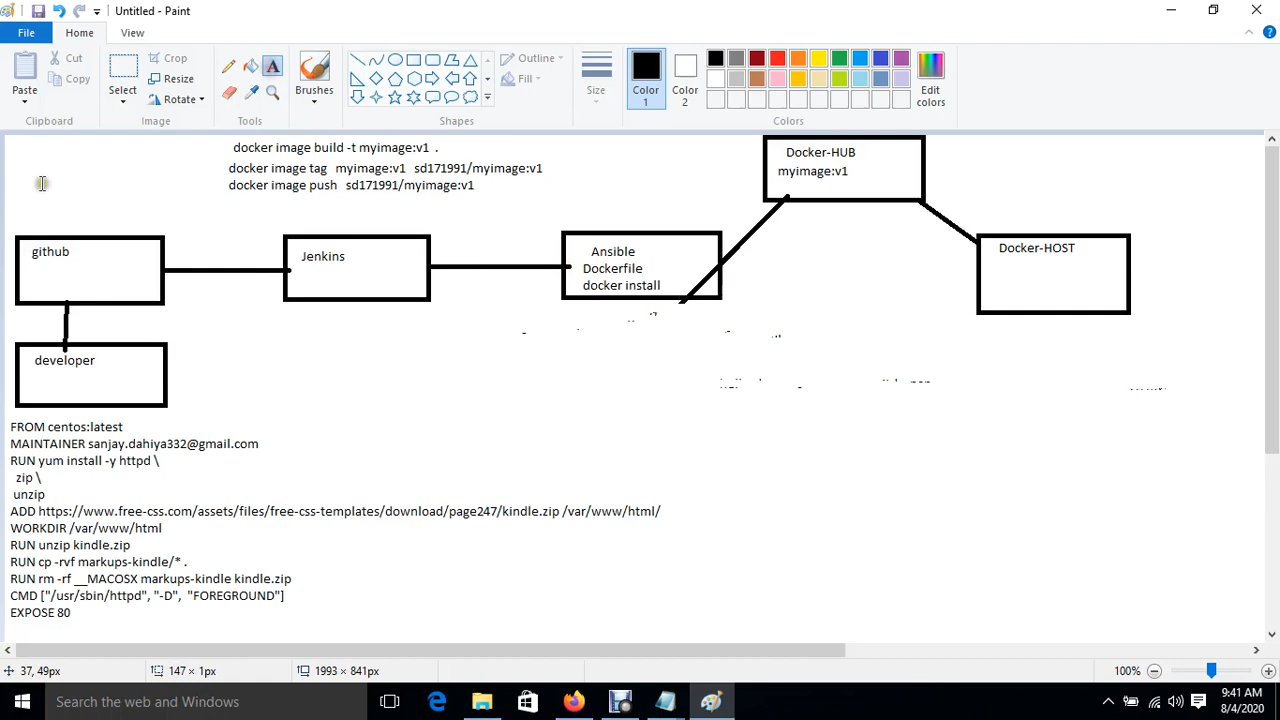 Untitled - Paint
File
Home
View
Paste
Cut
Copy
Clipboard
Select
Crop
Resize
Rotate
Image
A
Tools
Brushes
Outline
Fill
Shapes
Size
Color
1
Color
2
Edit
colors
Colors
docker image build -t myimage:v1 .
docker image tag myimage:v1 sd171991/myimage:v1
docker image push sd171991/myimage:v1
Docker-HUB
myimage:v1
github
Jenkins
Ansible
Dockerfile
docker install
Docker-HOST
developer
FROM centos:latest
MAINTAINER sanjay.dahiya332@gmail.com
RUN yum install -y httpd \
zip \
unzip
ADD https://www.free-css.com/assets/files/free-css-templates/download/page247/kindle.zip /var/www/html/
WORKDIR /var/www/html
RUN unzip kindle.zip
RUN cp -rvf markups-kindle/* .
RUN rm -rf __MACOSX markups-kindle kindle.zip
CMD ["/usr/sbin/httpd", "-D", "FOREGROUND"]
EXPOSE 80
37, 49px
147 × 1px
1993 × 841px
100%
Search the web and Windows
9:41 AM
8/4/2020